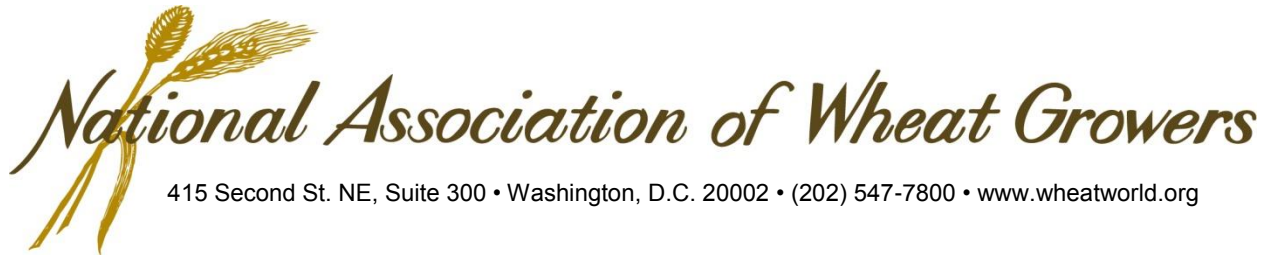 National Association of Wheat Growers
415 Second St. NE, Suite 300 • Washington, D.C. 20002 • (202) 547-7800 • www.wheatworld.org